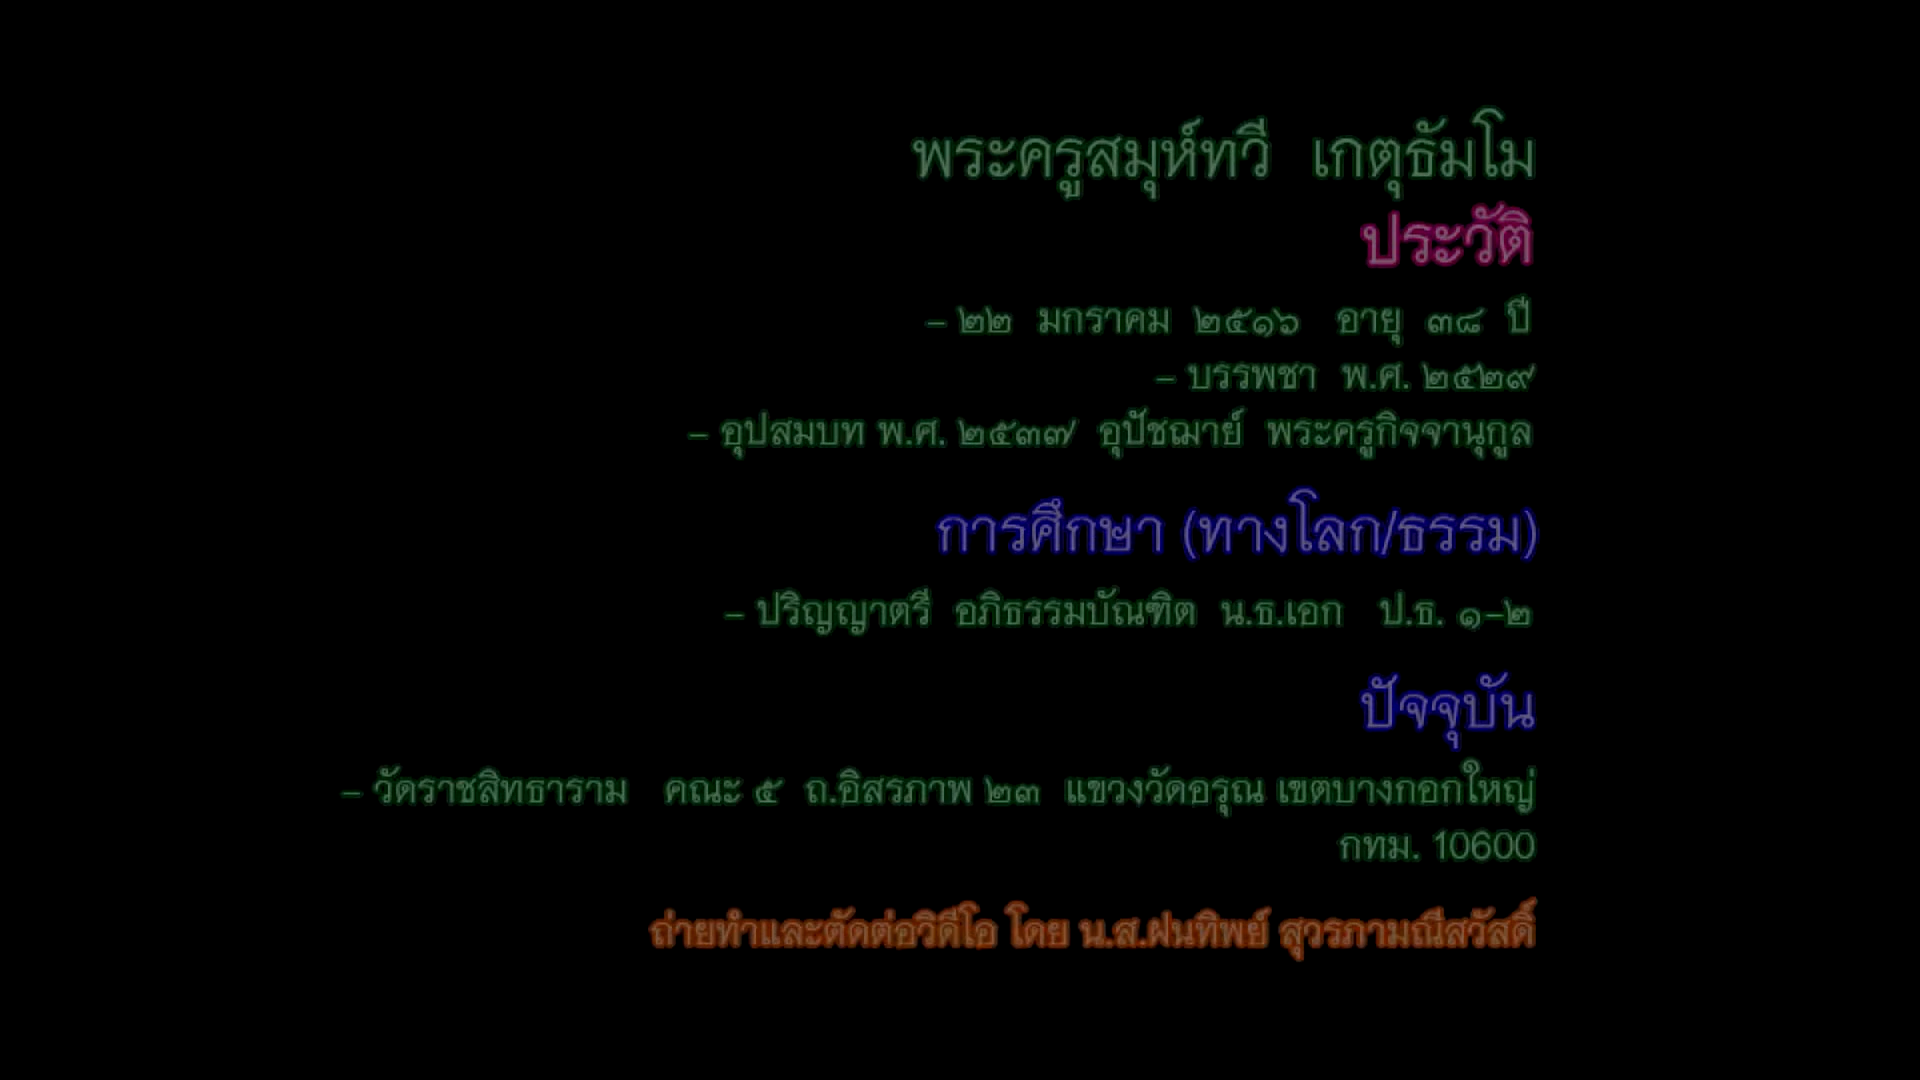 พระครูสมุห์ทวี เกตุธัมโม
ประวัติ
– ๒๒ มกราคม ๒๕๑๖ อายุ ๓๘ ปี
– บรรพชา พ.ศ. ๒๕๒๙
– อุปสมบท พ.ศ. ๒๕๓๗ อุปัชฌาย์ พระครูกิจจานุกูล
การศึกษา (ทางโลก/ธรรม)
– ปริญญาตรี อภิธรรมบัณฑิต น.ธ.เอก ป.ธ. ๑–๒
ปัจจุบัน
– วัดราชสิทธาราม คณะ ๕ ถ.อิสรภาพ ๒๓ แขวงวัดอรุณ เขตบางกอกใหญ่
กทม. 10600
ถ่ายทำและตัดต่อวิดีโอ โดย น.ส.ฝนทิพย์ สุวรภามณีสวัสดิ์